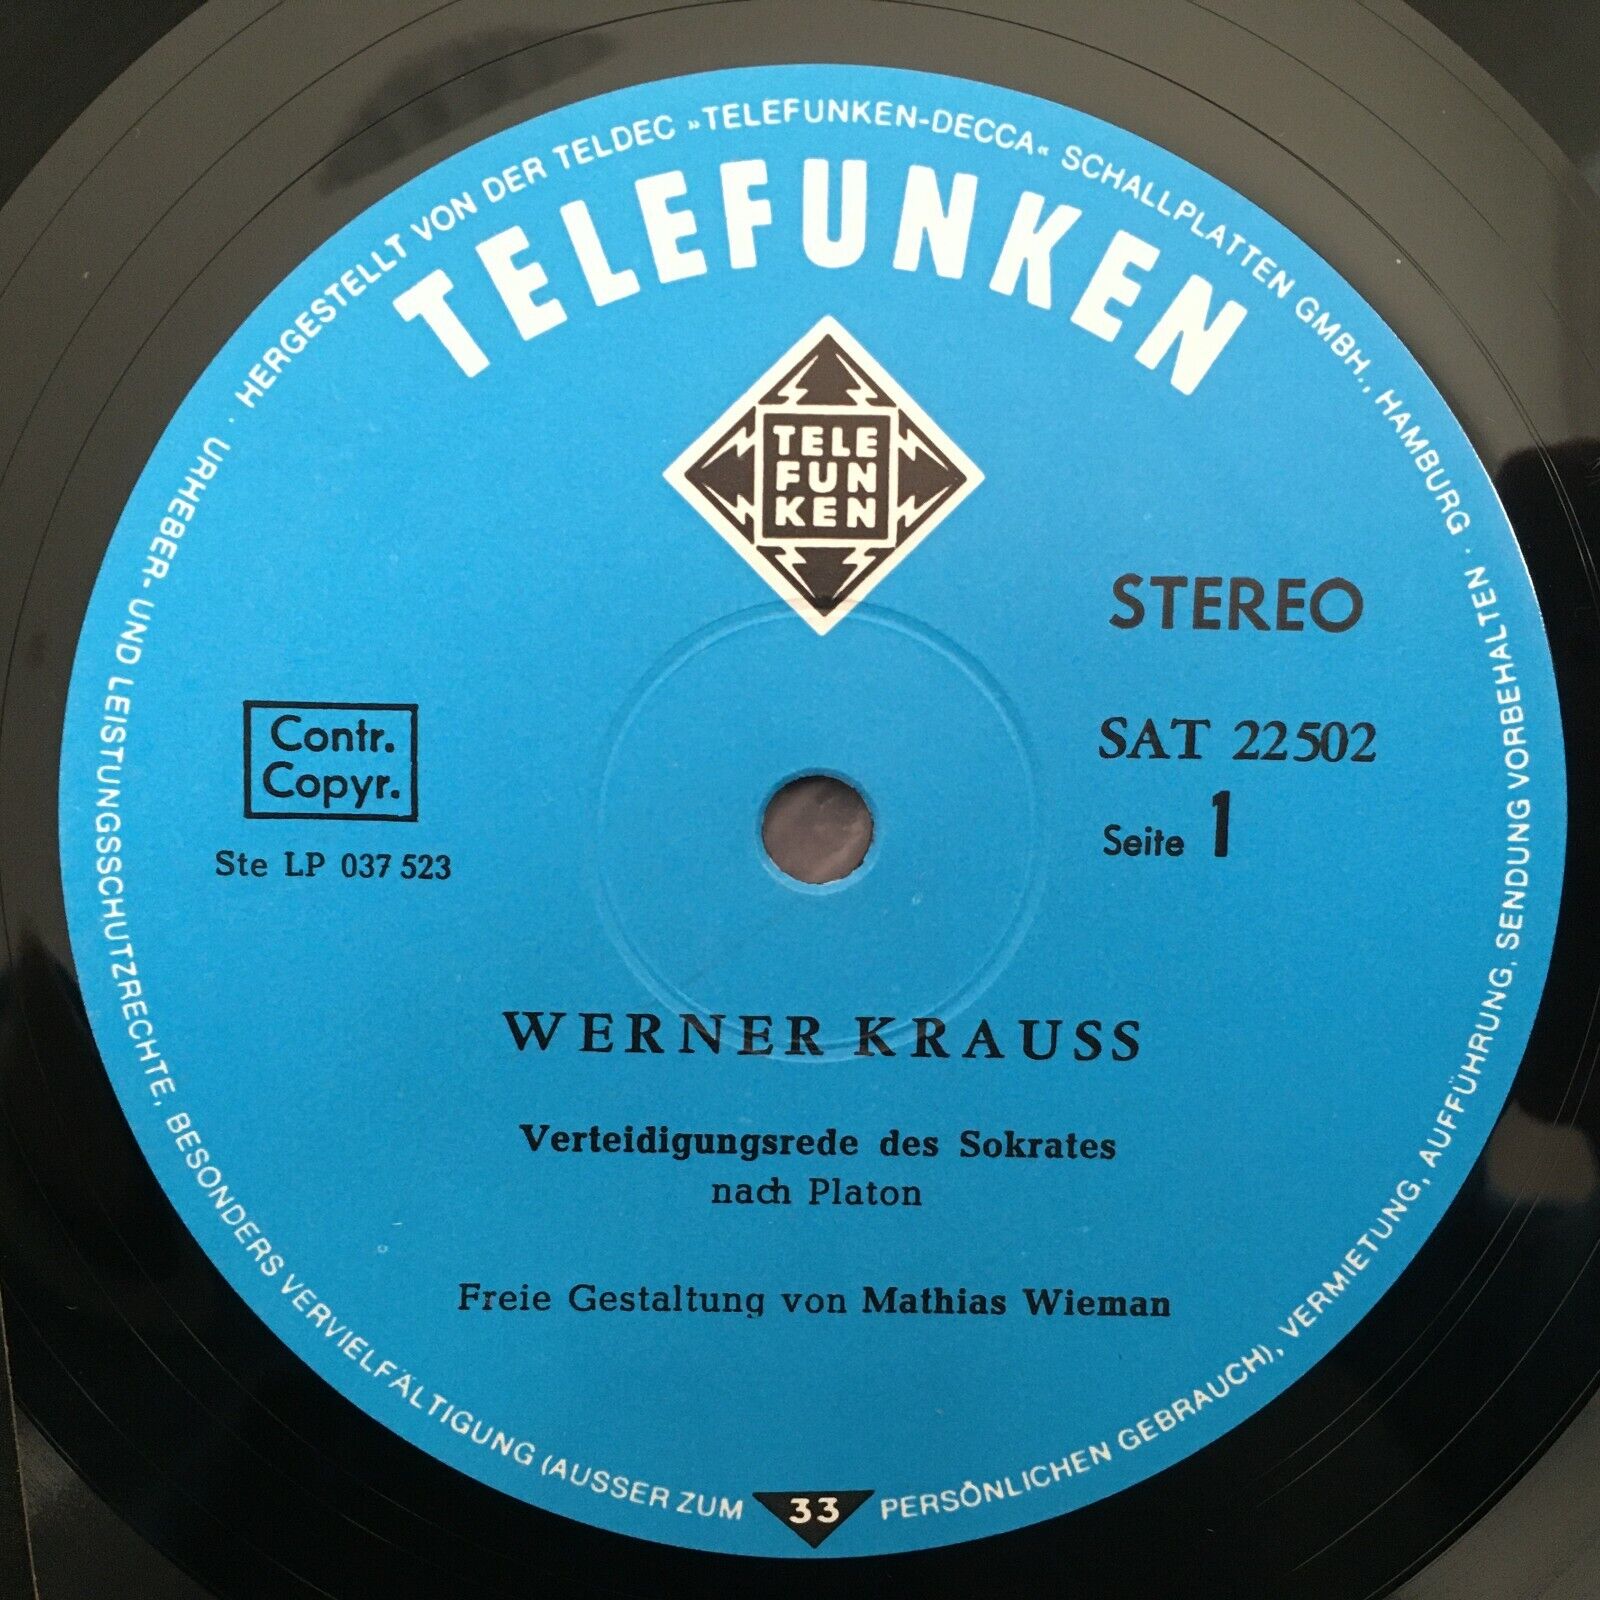 HERGESTELLT VON DER TELDEC »TELEFUNKEN-DECCA« SCHALLPLATTEN GMBH., HAMBURG · URHEBER- UND LEISTUNGSSCHUTZRECHTE, BESONDERS VERVIELFÄLTIGUNG (AUSSER ZUM PERSÖNLICHEN GEBRAUCH), VERMIETUNG, AUFFÜHRUNG, SENDUNG VORBEHALTEN ·
TELEFUNKEN
TELE
FUN
KEN
STEREO
Contr.
Copyr.
Ste LP 037 523
SAT 22502
Seite 1
WERNER KRAUSS
Verteidigungsrede des Sokrates
nach Platon
Freie Gestaltung von Mathias Wieman
33